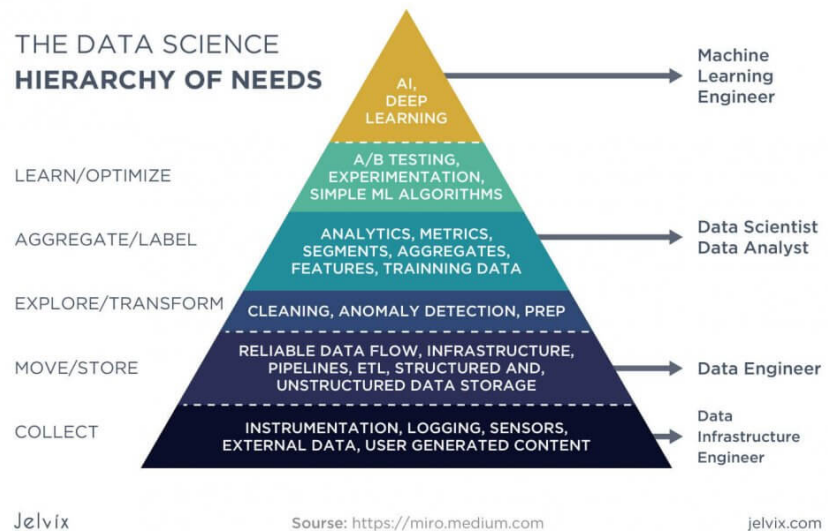 THE DATA SCIENCE
HIERARCHY OF NEEDS
AI,
DEEP
LEARNING
Machine
Learning
Engineer
LEARN/OPTIMIZE
A/B TESTING,
EXPERIMENTATION,
SIMPLE ML ALGORITHMS
AGGREGATE/LABEL
ANALYTICS, METRICS,
SEGMENTS, AGGREGATES,
FEATURES, TRAINNING DATA
Data Scientist
Data Analyst
EXPLORE/TRANSFORM
CLEANING, ANOMALY DETECTION, PREP
MOVE/STORE
RELIABLE DATA FLOW, INFRASTRUCTURE,
PIPELINES, ETL, STRUCTURED AND,
UNSTRUCTURED DATA STORAGE
Data Engineer
COLLECT
INSTRUMENTATION, LOGGING, SENSORS,
EXTERNAL DATA, USER GENERATED CONTENT
Data
Infrastructure
Engineer
Jelvix
Sourse: https://miro.medium.com
jelvix.com